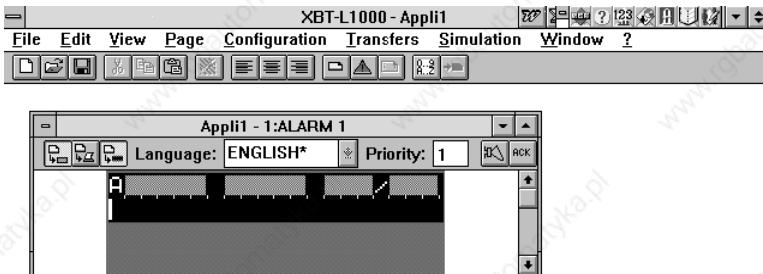 XBT-L1000 - Appli1
File Edit View Page Configuration Transfers Simulation Window ?
Appli1 - 1:ALARM 1
Language: ENGLISH* Priority: 1 ACK
A /